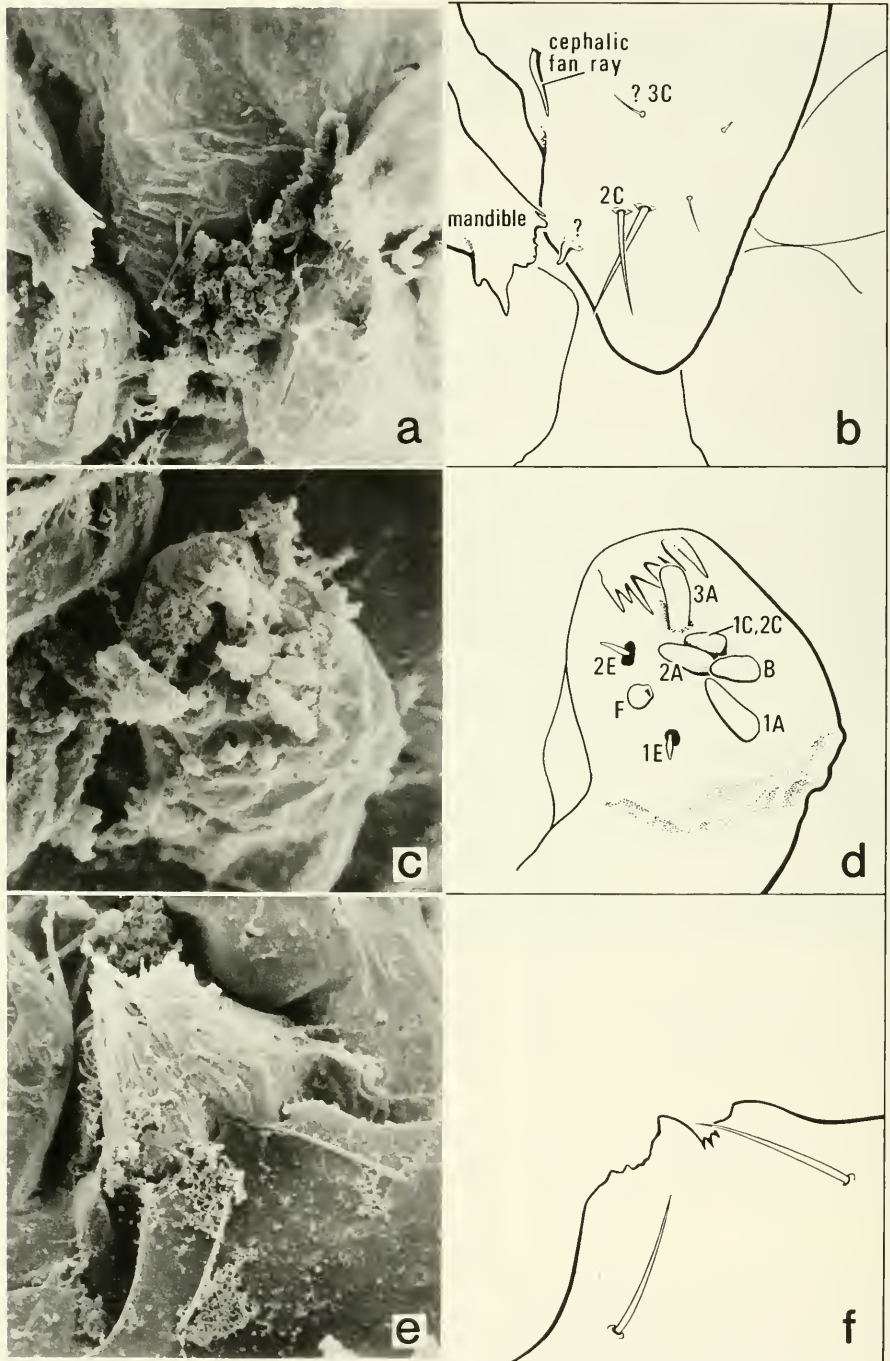 cephalic
fan ray
? 3C
2C
mandible
?
a
b
3A
1C,2C
2E
2A
B
F
1A
1E
c
d
e
f